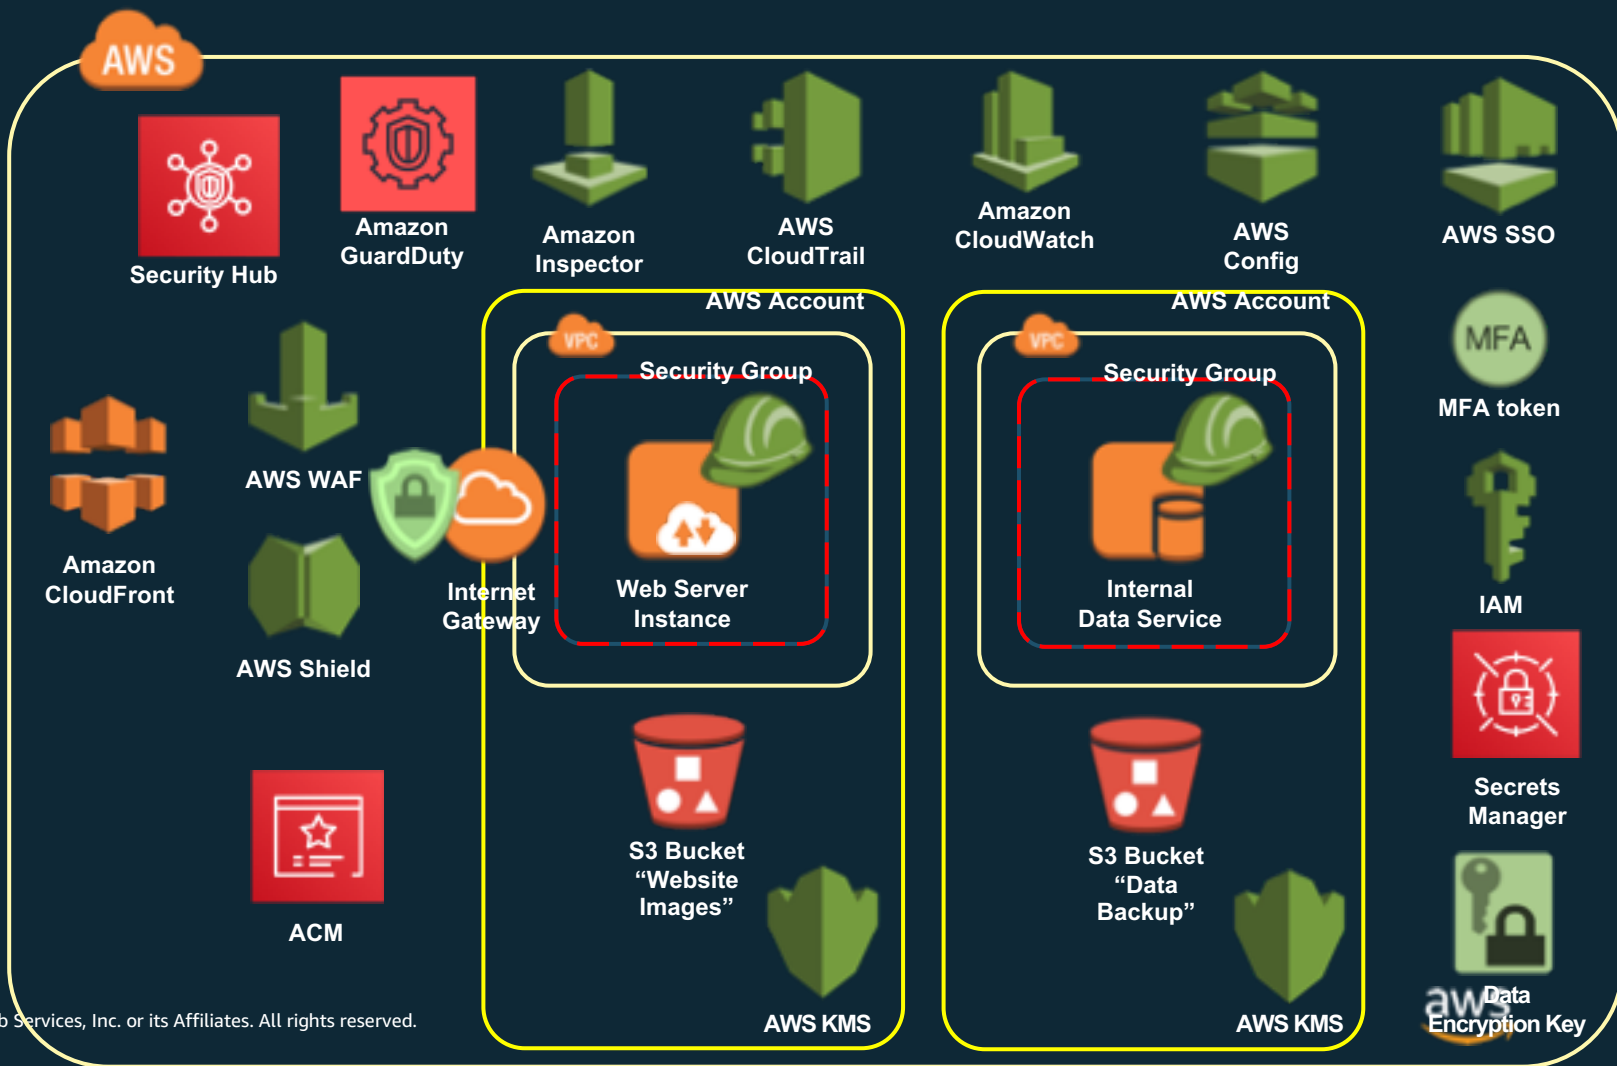 AWS
Security Hub
Amazon
GuardDuty
Amazon
Inspector
AWS
CloudTrail
Amazon
CloudWatch
AWS
Config
AWS SSO
AWS Account
AWS Account
VPC
VPC
Security Group
Security Group
MFA
MFA token
AWS WAF
Amazon
CloudFront
AWS Shield
Internet
Gateway
Web Server
Instance
Internal
Data Service
IAM
Secrets
Manager
S3 Bucket
“Website
Images”
S3 Bucket
“Data
Backup”
ACM
AWS KMS
AWS KMS
aws
Data
Encryption Key
Services, Inc. or its Affiliates. All rights reserved.